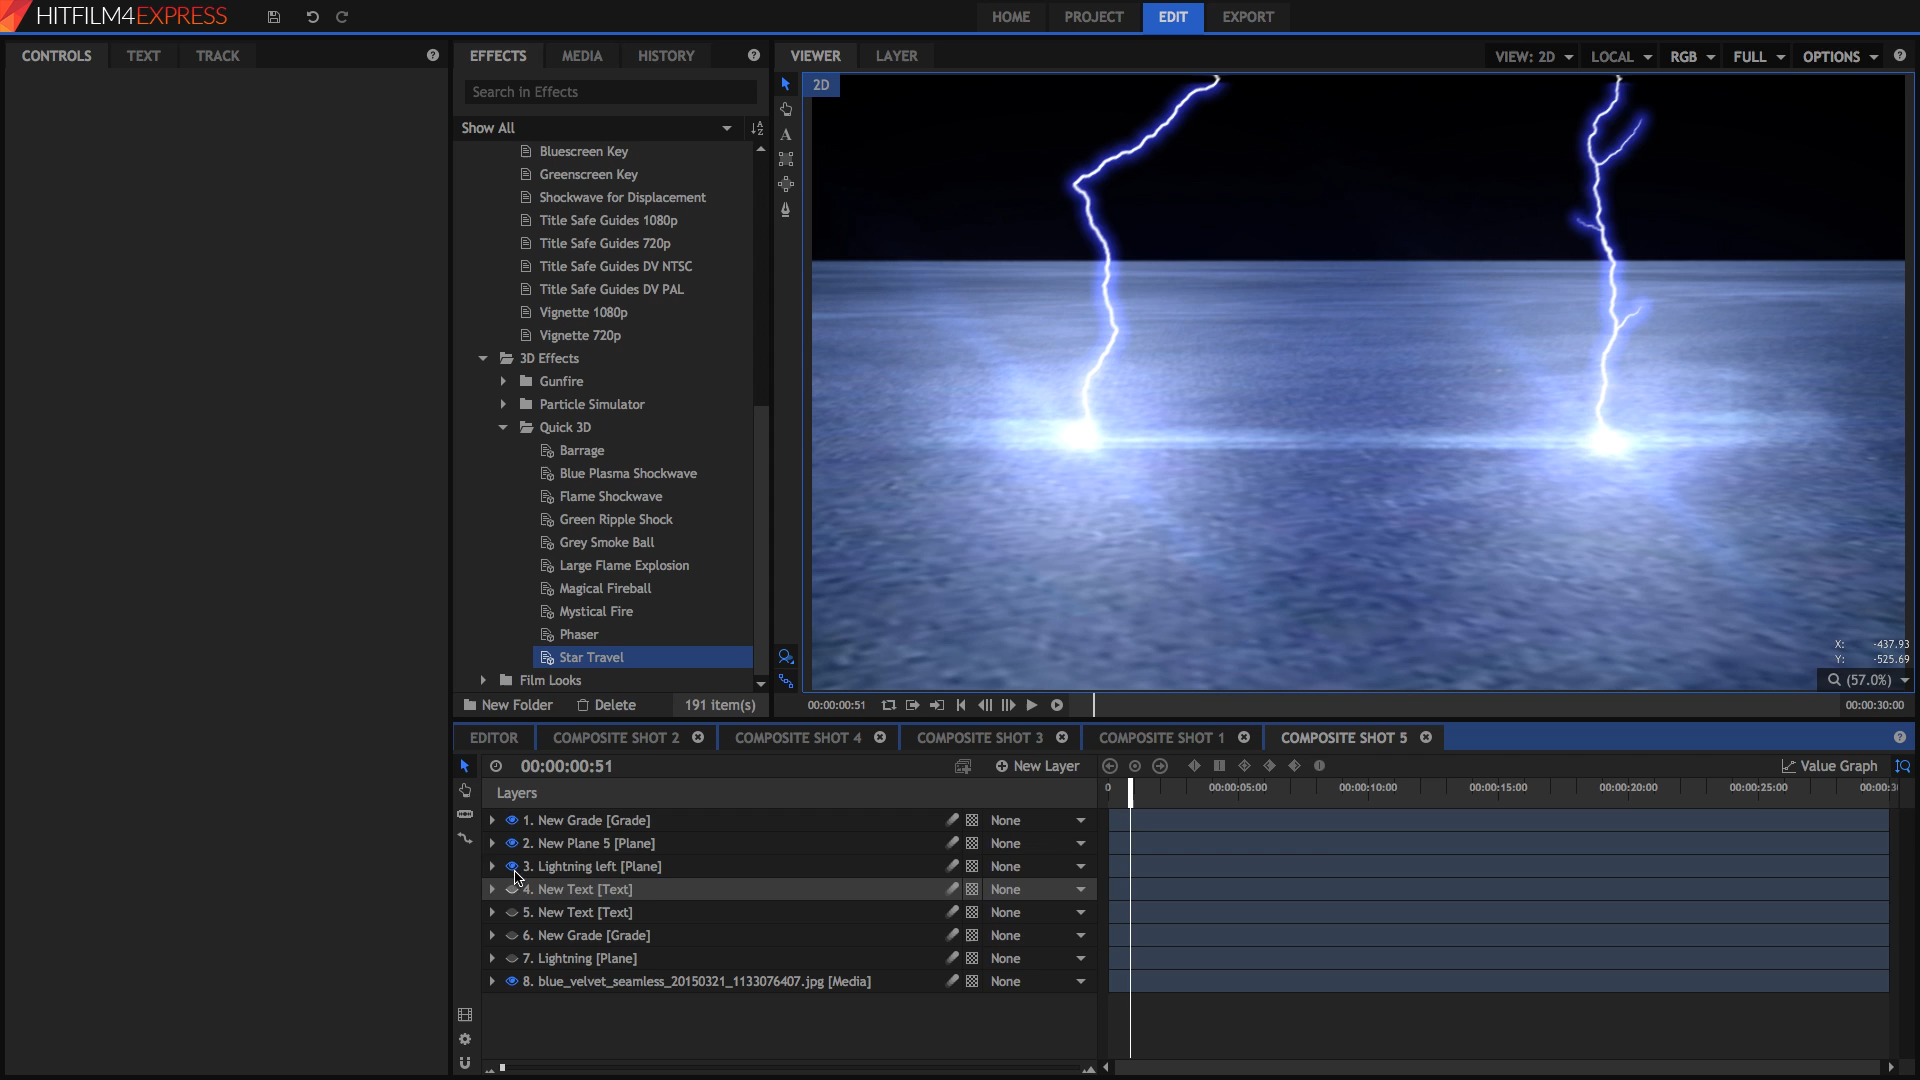 HITFILM4EXPRESS
HOME PROJECT EDIT EXPORT
CONTROLS TEXT TRACK
EFFECTS MEDIA HISTORY
VIEWER LAYER
VIEW: 2D LOCAL RGB FULL OPTIONS
Search in Effects
2D
Show All
Bluescreen Key
Greenscreen Key
Shockwave for Displacement
Title Safe Guides 1080p
Title Safe Guides 720p
Title Safe Guides DV NTSC
Title Safe Guides DV PAL
Vignette 1080p
Vignette 720p
3D Effects
Gunfire
Particle Simulator
Quick 3D
Barrage
Blue Plasma Shockwave
Flame Shockwave
Green Ripple Shock
Grey Smoke Ball
Large Flame Explosion
Magical Fireball
Mystical Fire
Phaser
Star Travel
Film Looks
New Folder Delete 191 item(s)
X: -437.93
Y: -525.69
(57.0%)
00:00:00:51
00:00:30:00
EDITOR COMPOSITE SHOT 2 COMPOSITE SHOT 4 COMPOSITE SHOT 3 COMPOSITE SHOT 1 COMPOSITE SHOT 5
00:00:00:51 New Layer Value Graph
Layers
0 00:00:05:00 00:00:10:00 00:00:15:00 00:00:20:00 00:00:25:00 00:00:3
1. New Grade [Grade] None
2. New Plane 5 [Plane] None
3. Lightning left [Plane] None
4. New Text [Text] None
5. New Text [Text] None
6. New Grade [Grade] None
7. Lightning [Plane] None
8. blue_velvet_seamless_20150321_1133076407.jpg [Media] None